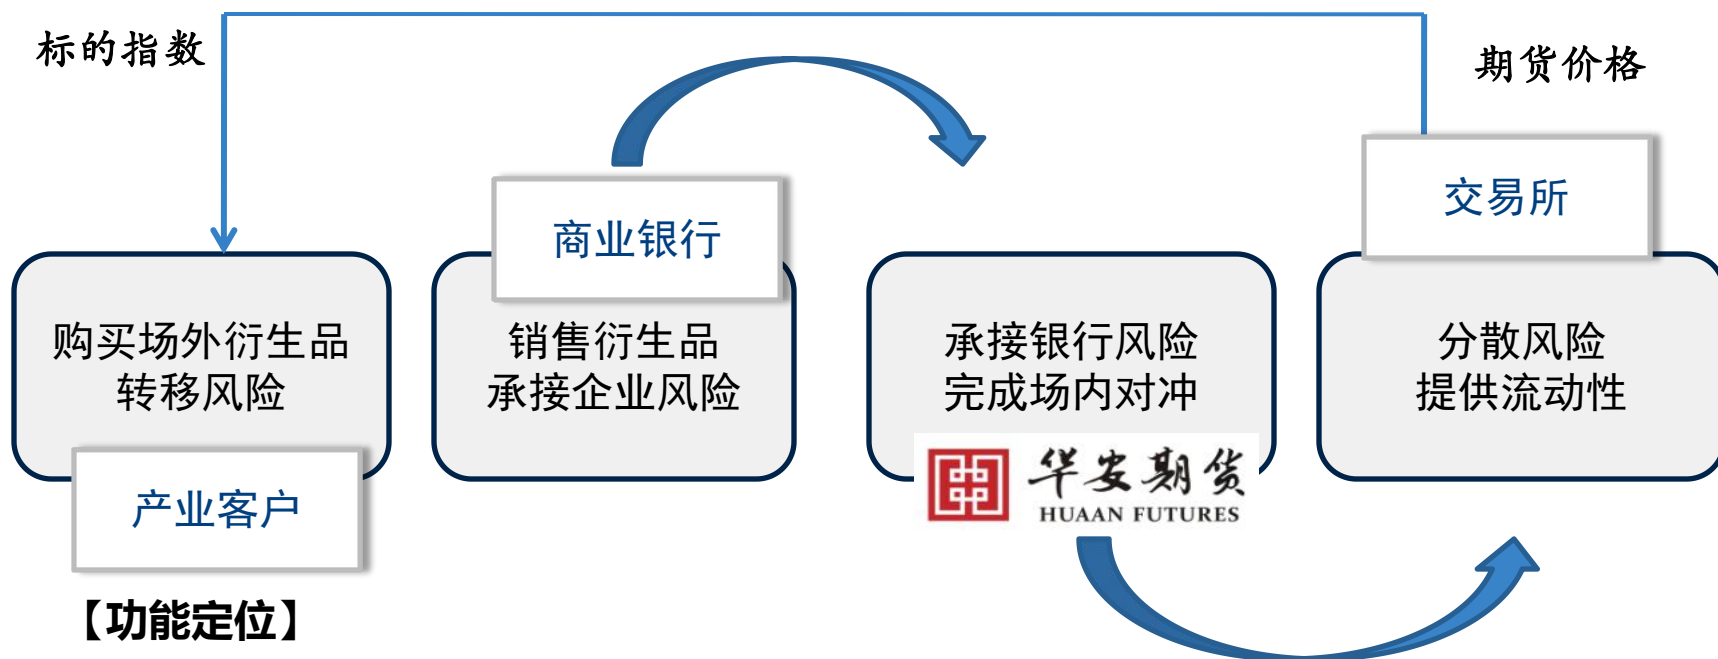 标的指数
期货价格
交易所
商业银行
购买场外衍生品
转移风险
销售衍生品
承接企业风险
承接银行风险
完成场内对冲
分散风险
提供流动性
华安期货
HUAAN FUTURES
产业客户
【功能定位】